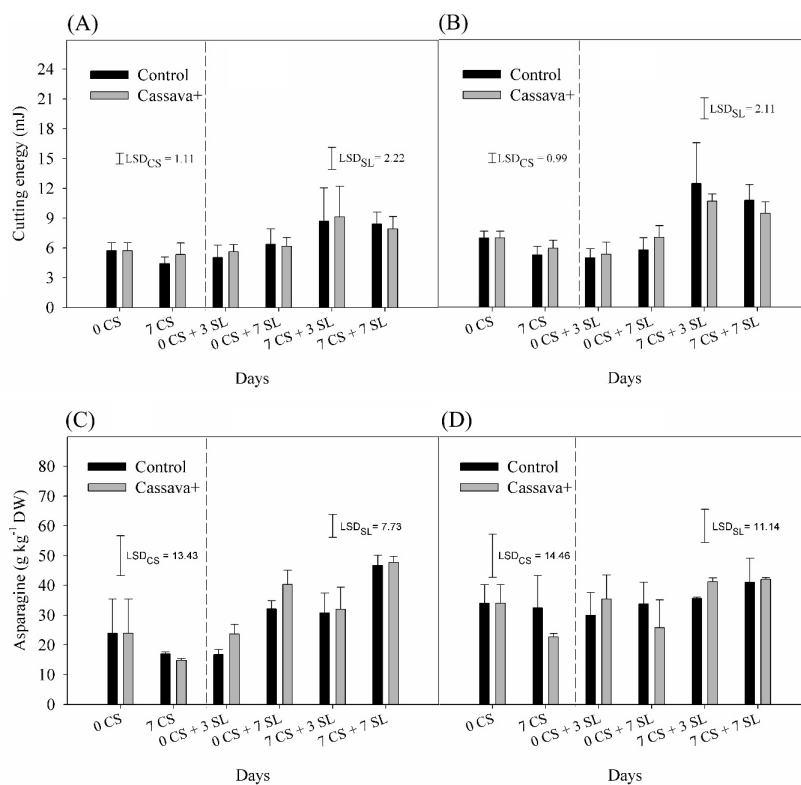 (A)
(B)
Cutting energy (mJ)
24
21
18
15
12
9
6
3
0
Control
Cassava+
LSD_CS = 1.11
LSD_SL = 2.22
0 CS
7 CS
0 CS + 3 SL
0 CS + 7 SL
7 CS + 3 SL
7 CS + 7 SL
Days
Control
Cassava+
LSD_CS = 0.99
LSD_SL = 2.11
0 CS
7 CS
0 CS + 3 SL
0 CS + 7 SL
7 CS + 3 SL
7 CS + 7 SL
Days
(C)
(D)
Asparagine (g kg⁻¹ DW)
80
70
60
50
40
30
20
10
0
Control
Cassava+
LSD_CS = 13.43
LSD_SL = 7.73
0 CS
7 CS
0 CS + 3 SL
0 CS + 7 SL
7 CS + 3 SL
7 CS + 7 SL
Days
Control
Cassava+
LSD_CS = 14.46
LSD_SL = 11.14
0 CS
7 CS
0 CS + 3 SL
0 CS + 7 SL
7 CS + 3 SL
7 CS + 7 SL
Days